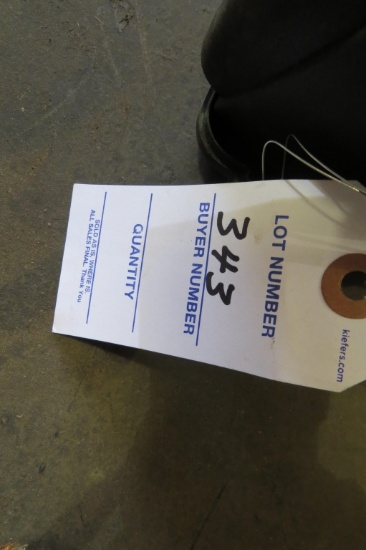 kiefers.com
LOT NUMBER
343
BUYER NUMBER
QUANTITY
SOLD AS IS, WHERE IS.
ALL SALES FINAL. Thank You